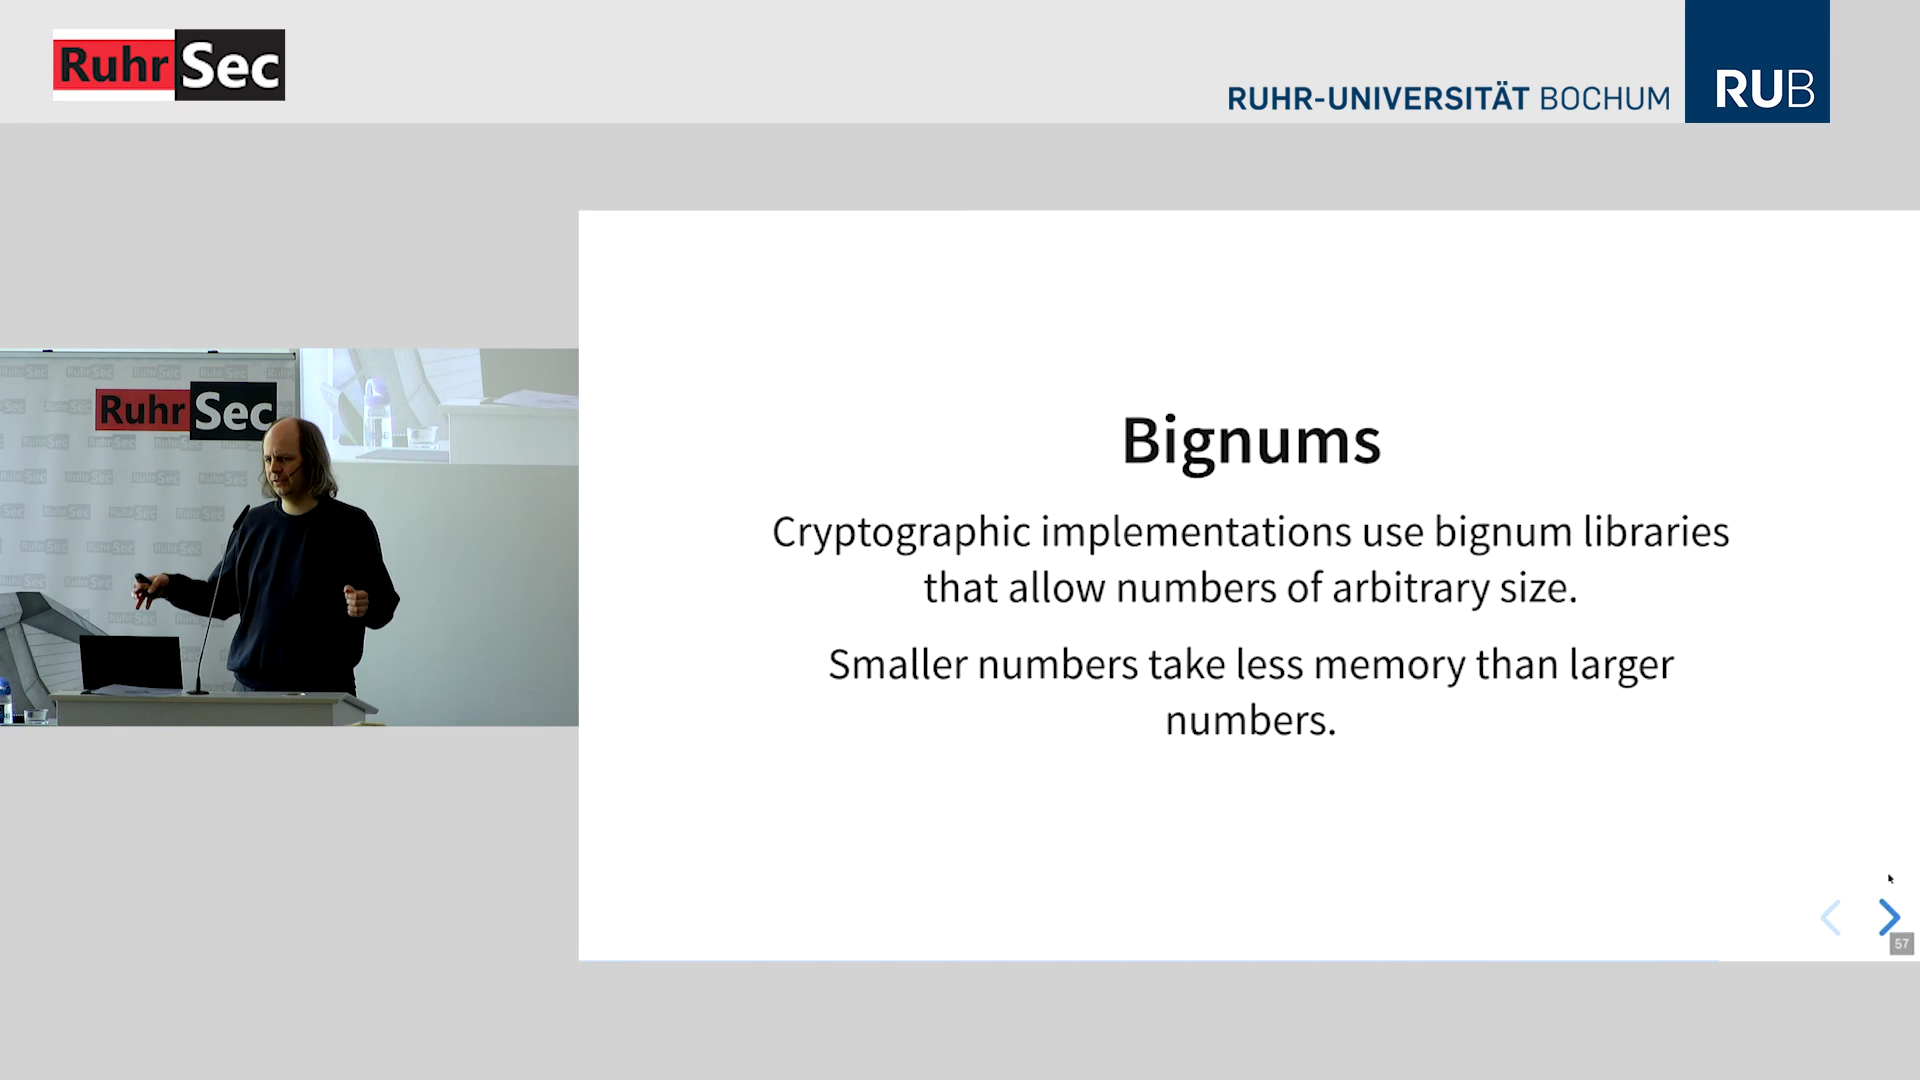 RuhrSec
RUHR-UNIVERSITÄT BOCHUM
RUB
RuhrSec
Bignums
Cryptographic implementations use bignum libraries
that allow numbers of arbitrary size.
Smaller numbers take less memory than larger
numbers.
57